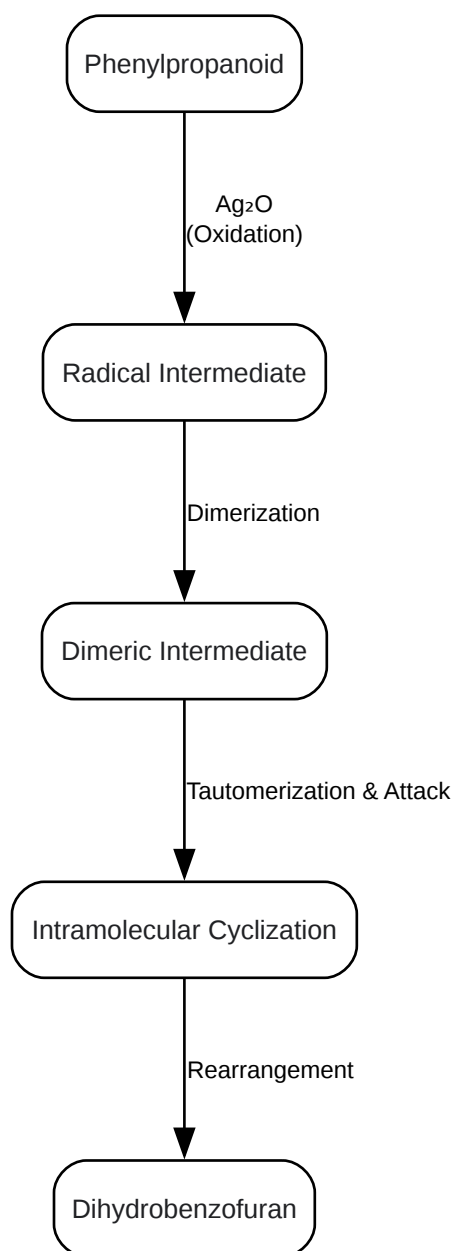 Phenylpropanoid
Ag₂O
(Oxidation)
Radical Intermediate
Dimerization
Dimeric Intermediate
Tautomerization & Attack
Intramolecular Cyclization
Rearrangement
Dihydrobenzofuran